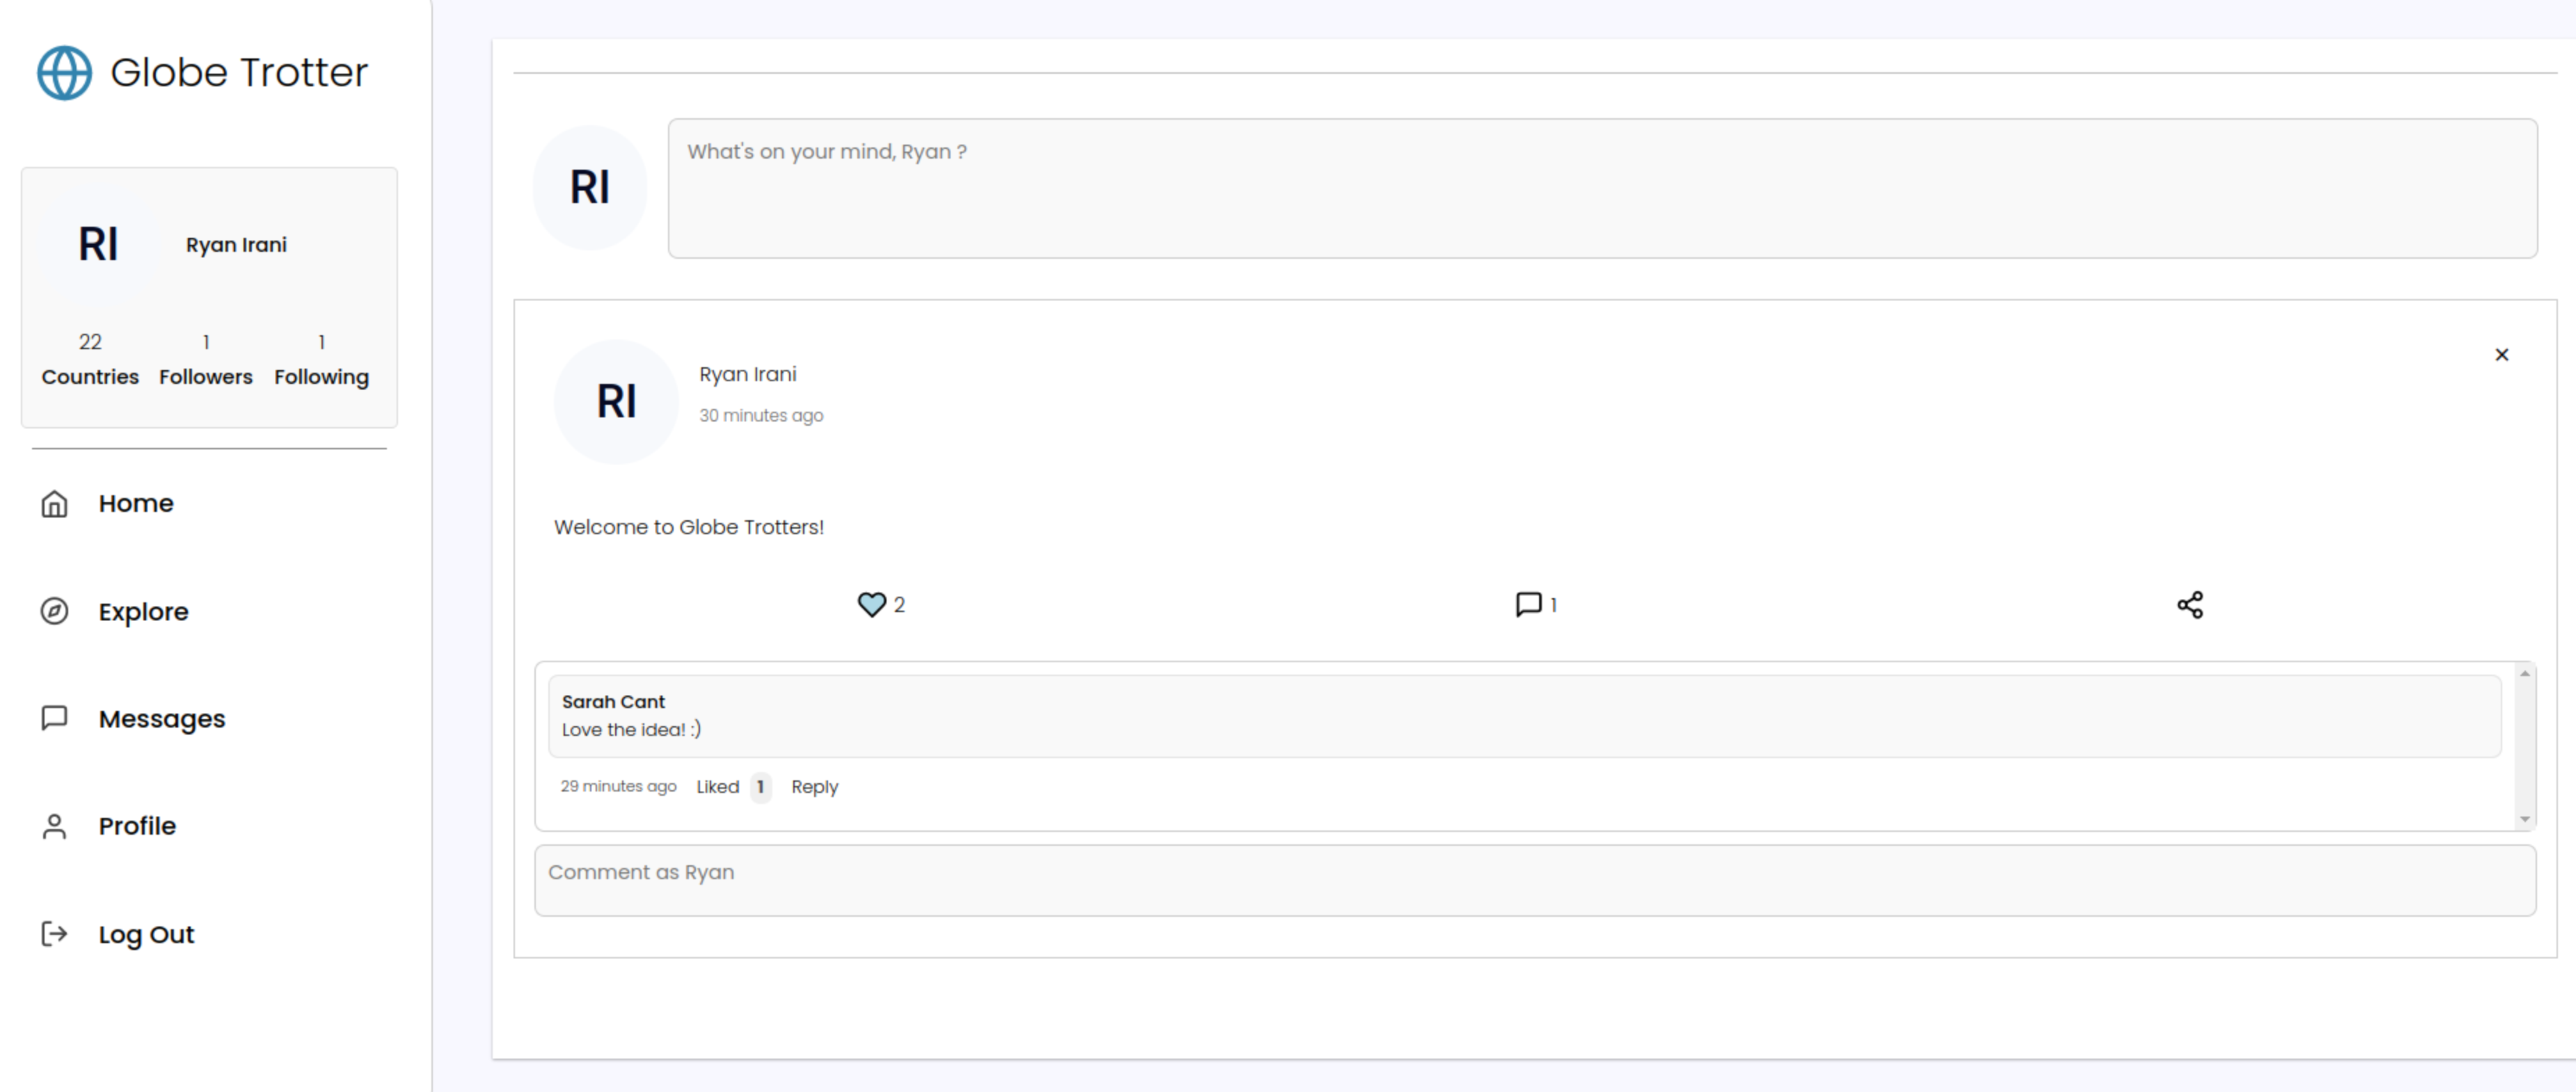 Globe Trotter
RI
Ryan Irani
22 1 1
Countries Followers Following
Home
Explore
Messages
Profile
Log Out
RI
What's on your mind, Ryan ?
RI
Ryan Irani
30 minutes ago
Welcome to Globe Trotters!
2 1
Sarah Cant
Love the idea! :)
29 minutes ago Liked 1 Reply
Comment as Ryan